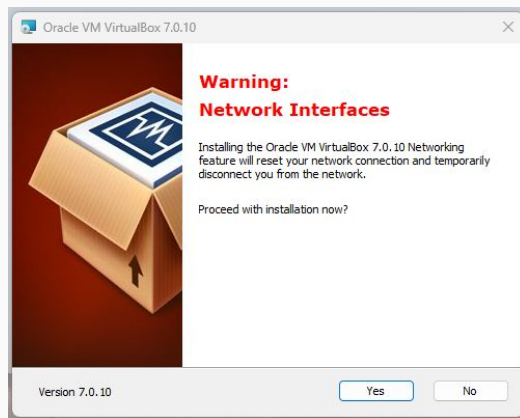 Oracle VM VirtualBox 7.0.10
Warning:
Network Interfaces
Installing the Oracle VM VirtualBox 7.0.10 Networking
feature will reset your network connection and temporarily
disconnect you from the network.
Proceed with installation now?
Version 7.0.10
Yes
No